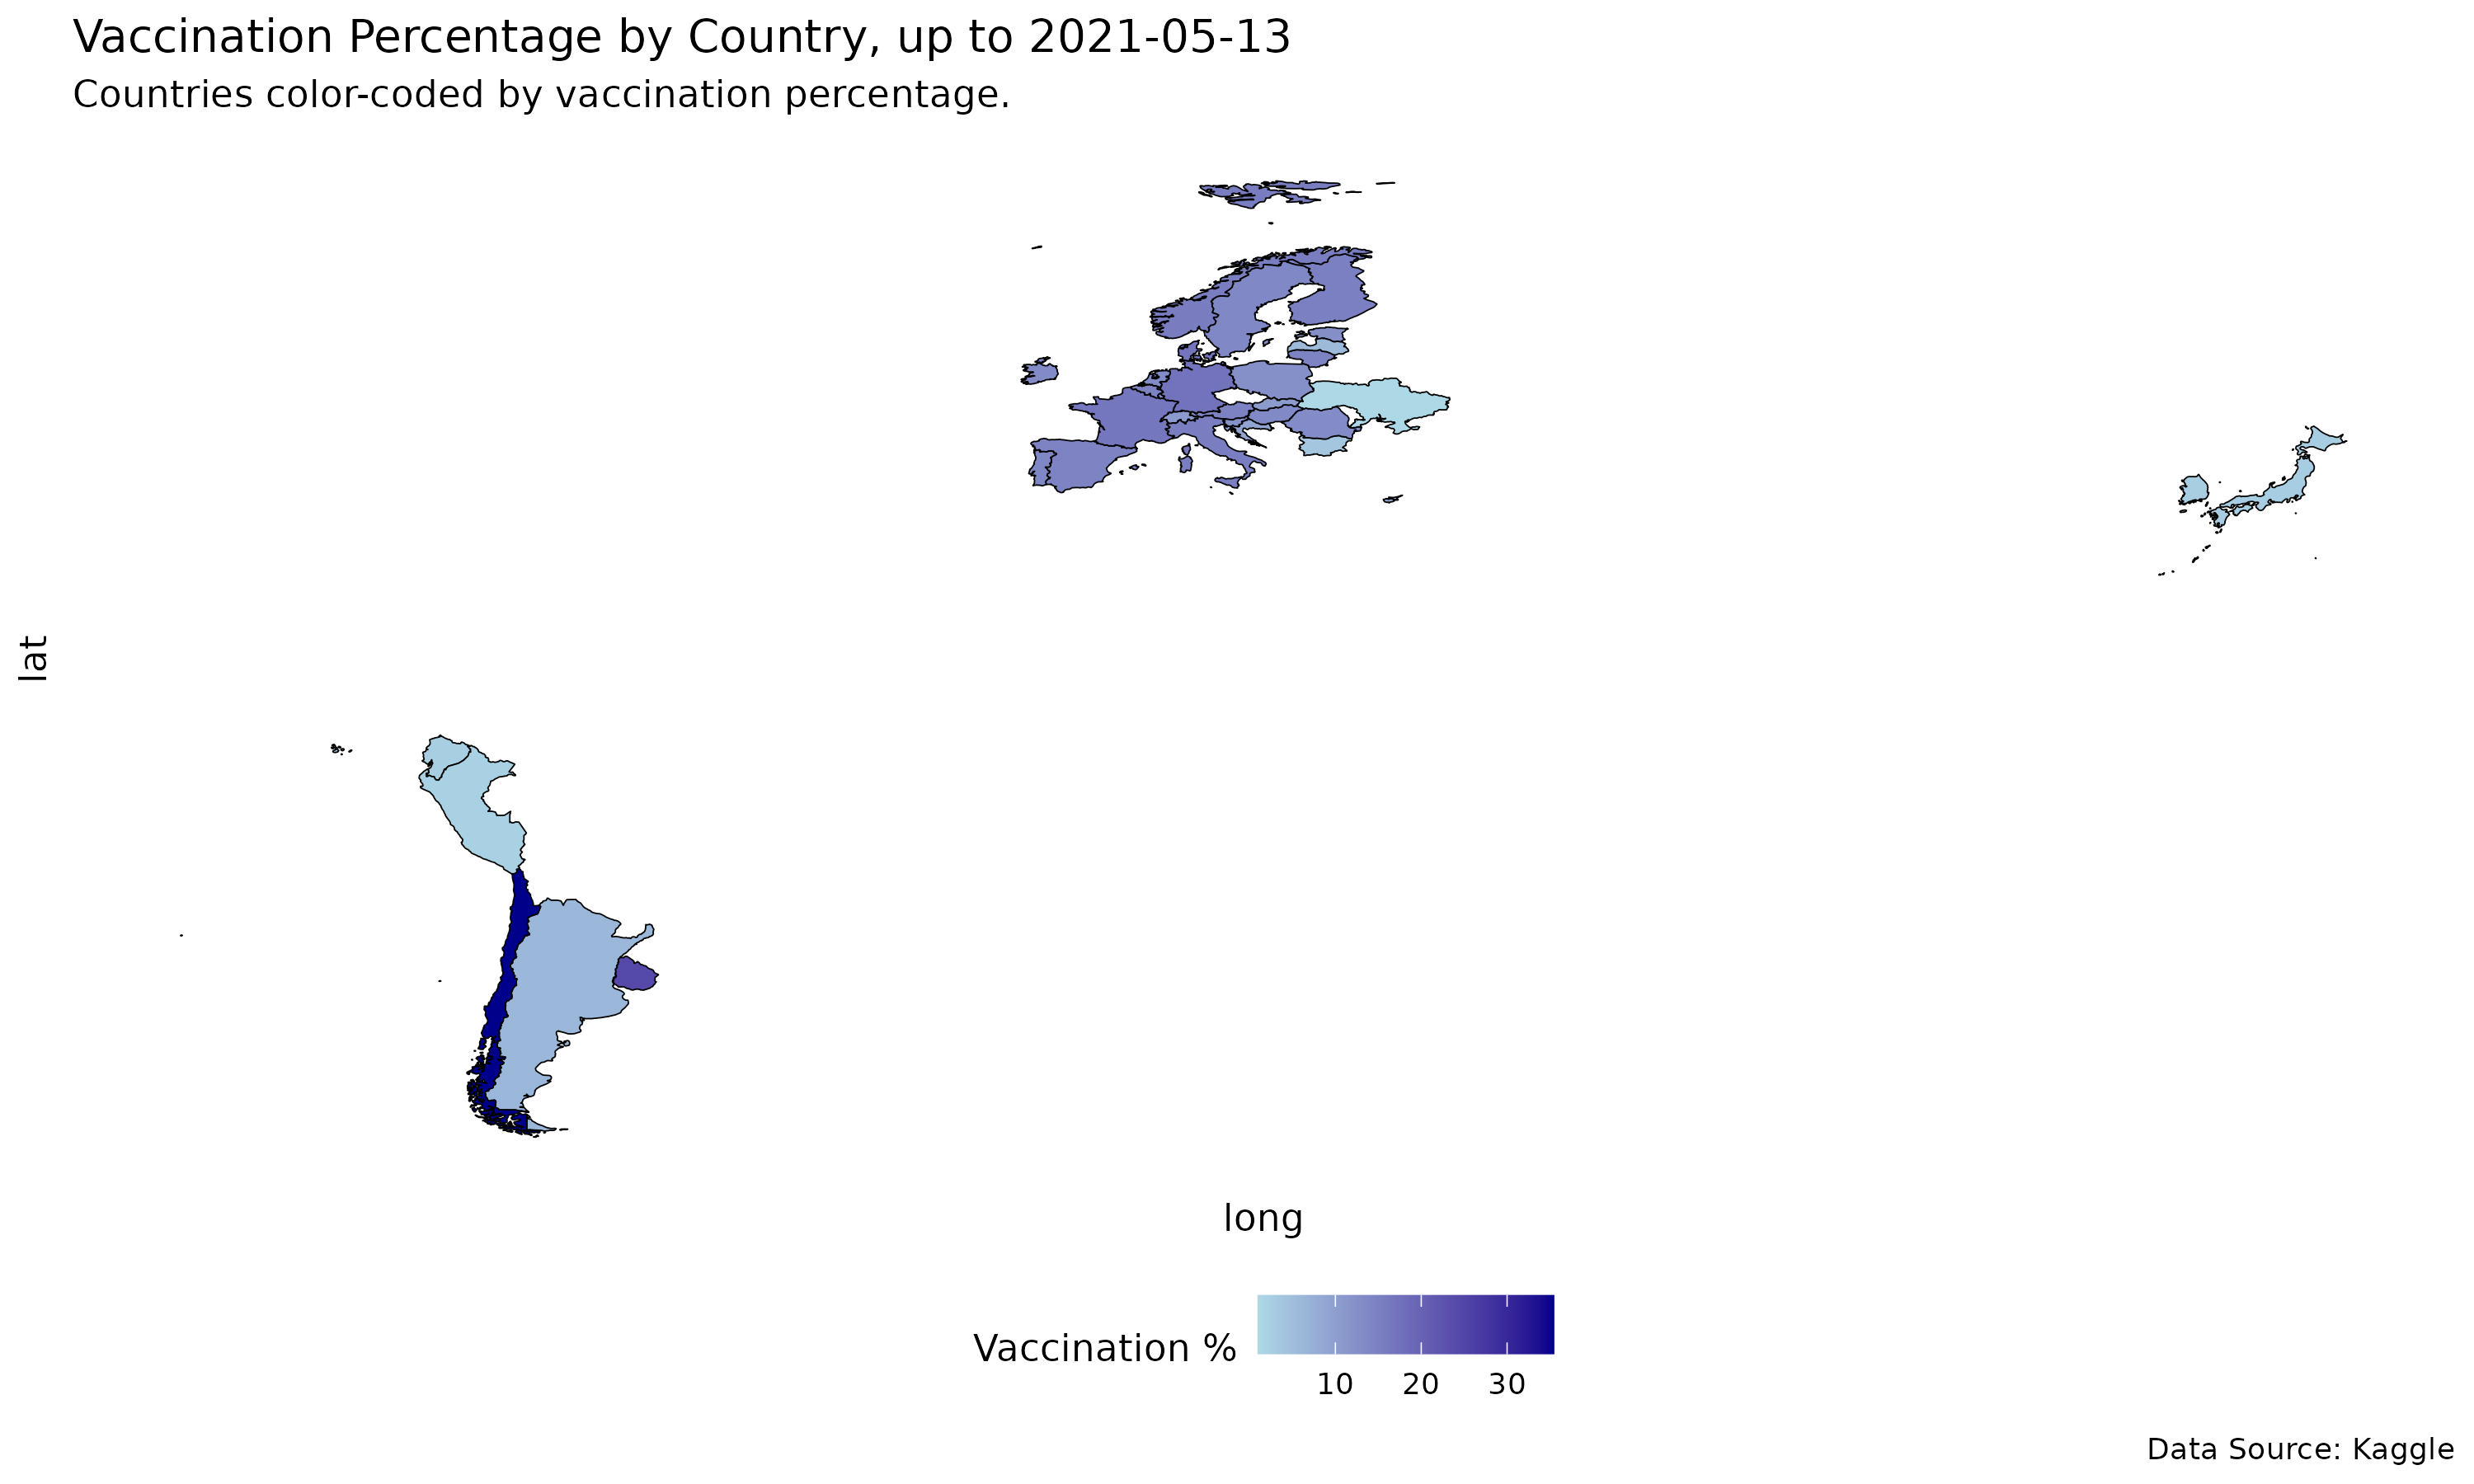 Vaccination Percentage by Country, up to 2021-05-13
Countries color-coded by vaccination percentage.
lat
long
Vaccination %
10 20 30
Data Source: Kaggle